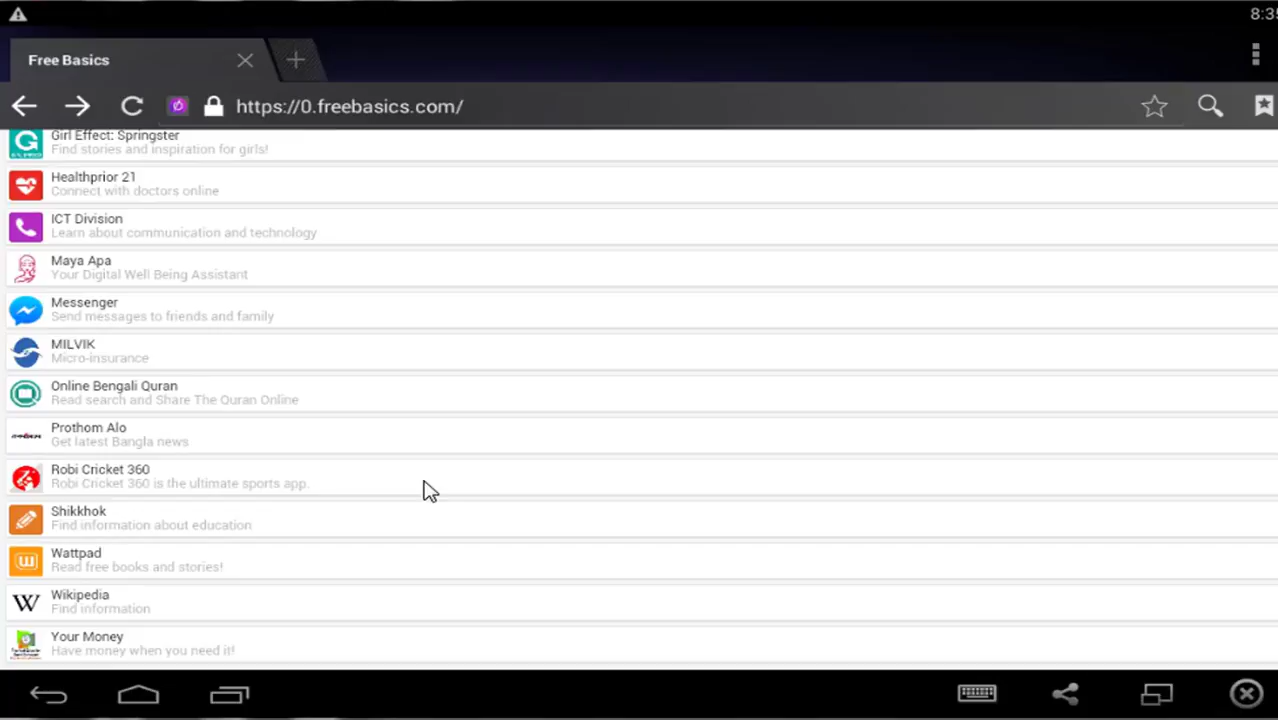 8:3
Free Basics
https://0.freebasics.com/
Girl Effect: Springster
Find stories and inspiration for girls!
Healthprior 21
Connect with doctors online
ICT Division
Learn about communication and technology
Maya Apa
Your Digital Well Being Assistant
Messenger
Send messages to friends and family
MILVIK
Micro-insurance
Online Bengali Quran
Read search and Share The Quran Online
Prothom Alo
Get latest Bangla news
Robi Cricket 360
Robi Cricket 360 is the ultimate sports app.
Shikkhok
Find information about education
Wattpad
Read free books and stories!
W
Wikipedia
Find information
Your Money
Have money when you need it!